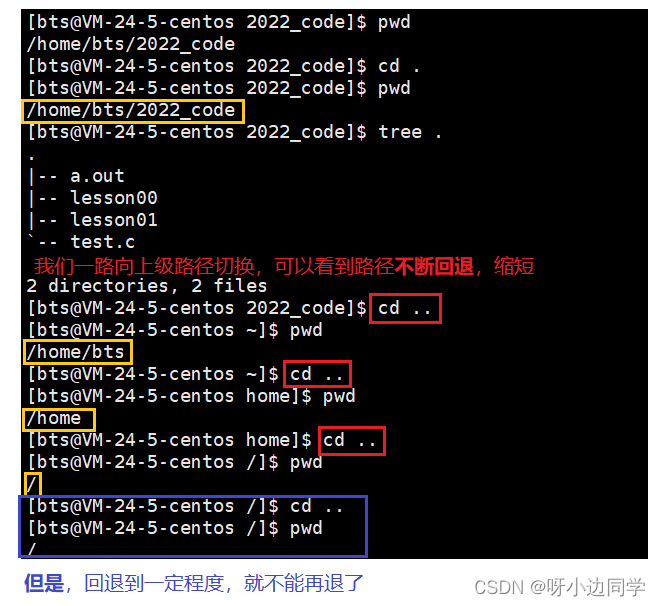 [bts@VM-24-5-centos 2022_code]$ pwd
/home/bts/2022_code
[bts@VM-24-5-centos 2022_code]$ cd .
[bts@VM-24-5-centos 2022_code]$ pwd
/home/bts/2022_code
[bts@VM-24-5-centos 2022_code]$ tree .
.
|-- a.out
|-- lesson00
|-- lesson01
`-- test.c
我们一路向上级路径切换，可以看到路径不断回退，缩短
2 directories, 2 files
[bts@VM-24-5-centos 2022_code]$ cd ..
[bts@VM-24-5-centos ~]$ pwd
/home/bts
[bts@VM-24-5-centos ~]$ cd ..
[bts@VM-24-5-centos home]$ pwd
/home
[bts@VM-24-5-centos home]$ cd ..
[bts@VM-24-5-centos /]$ pwd
/
[bts@VM-24-5-centos /]$ cd ..
[bts@VM-24-5-centos /]$ pwd
/
但是，回退到一定程度，就不能再退了
CSDN @呀小边同学